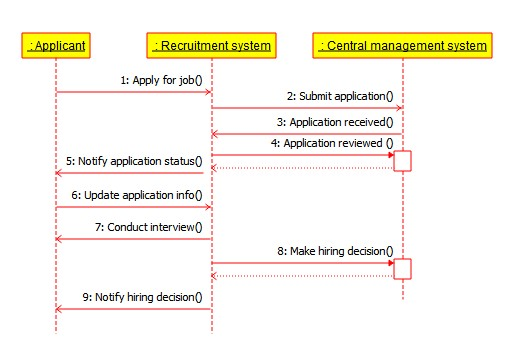 : Applicant
: Recruitment system
: Central management system
1: Apply for job()
2: Submit application()
3: Application received()
4: Application reviewed ()
5: Notify application status()
6: Update application info()
7: Conduct interview()
8: Make hiring decision()
9: Notify hiring decision()